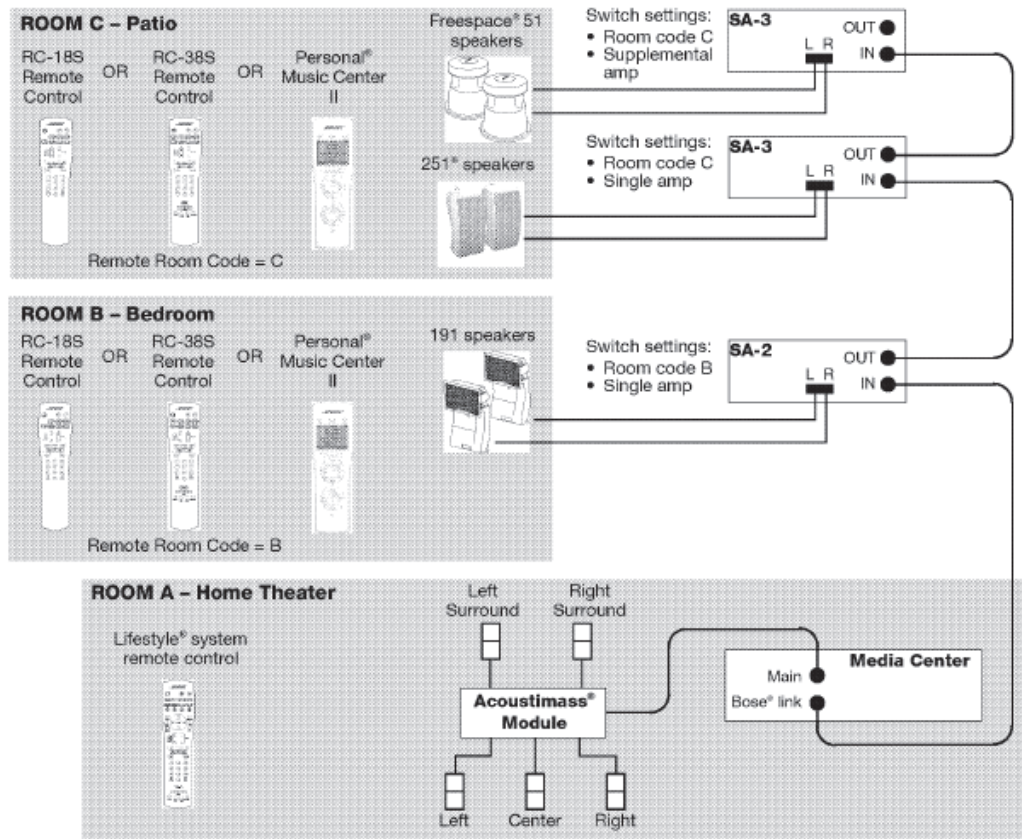 ROOM C – Patio
RC-18S
Remote
Control
OR
RC-38S
Remote
Control
OR
Personal®
Music Center
II
Freespace® 51
speakers
251® speakers
Remote Room Code = C
Switch settings:
• Room code C
• Supplemental
amp
SA-3
L R
OUT
IN
Switch settings:
• Room code C
• Single amp
SA-3
L R
OUT
IN
ROOM B – Bedroom
RC-18S
Remote
Control
OR
RC-38S
Remote
Control
OR
Personal®
Music Center
II
191 speakers
Remote Room Code = B
Switch settings:
• Room code B
• Single amp
SA-2
L R
OUT
IN
ROOM A – Home Theater
Lifestyle® system
remote control
Left
Surround
Right
Surround
Acoustimass®
Module
Left
Center
Right
Media Center
Main
Bose® link